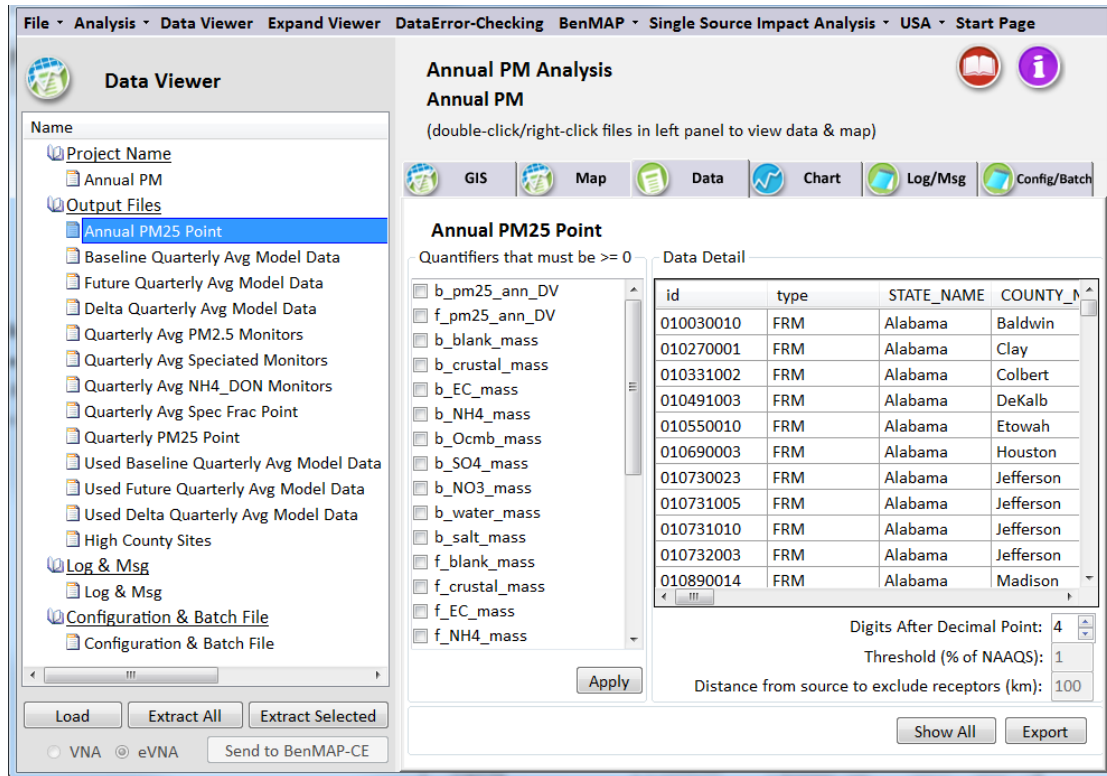 File Analysis Data Viewer Expand Viewer DataError-Checking BenMAP Single Source Impact Analysis USA Start Page
Data Viewer
Name
Project Name
Annual PM
Output Files
Annual PM25 Point
Baseline Quarterly Avg Model Data
Future Quarterly Avg Model Data
Delta Quarterly Avg Model Data
Quarterly Avg PM2.5 Monitors
Quarterly Avg Speciated Monitors
Quarterly Avg NH4_DON Monitors
Quarterly Avg Spec Frac Point
Quarterly PM25 Point
Used Baseline Quarterly Avg Model Data
Used Future Quarterly Avg Model Data
Used Delta Quarterly Avg Model Data
High County Sites
Log & Msg
Log & Msg
Configuration & Batch File
Configuration & Batch File
Load Extract All Extract Selected
VNA eVNA Send to BenMAP-CE
Annual PM Analysis
Annual PM
(double-click/right-click files in left panel to view data & map)
GIS Map Data Chart Log/Msg Config/Batch
Annual PM25 Point
Quantifiers that must be >= 0
b_pm25_ann_DV
f_pm25_ann_DV
b_blank_mass
b_crustal_mass
b_EC_mass
b_NH4_mass
b_Ocmb_mass
b_SO4_mass
b_NO3_mass
b_water_mass
b_salt_mass
f_blank_mass
f_crustal_mass
f_EC_mass
f_NH4_mass
Apply
Data Detail
id type STATE_NAME COUNTY_N
010030010 FRM Alabama Baldwin
010270001 FRM Alabama Clay
010331002 FRM Alabama Colbert
010491003 FRM Alabama DeKalb
010550010 FRM Alabama Etowah
010690003 FRM Alabama Houston
010730023 FRM Alabama Jefferson
010731005 FRM Alabama Jefferson
010731010 FRM Alabama Jefferson
010732003 FRM Alabama Jefferson
010890014 FRM Alabama Madison
Digits After Decimal Point: 4
Threshold (% of NAAQS): 1
Distance from source to exclude receptors (km): 100
Show All Export